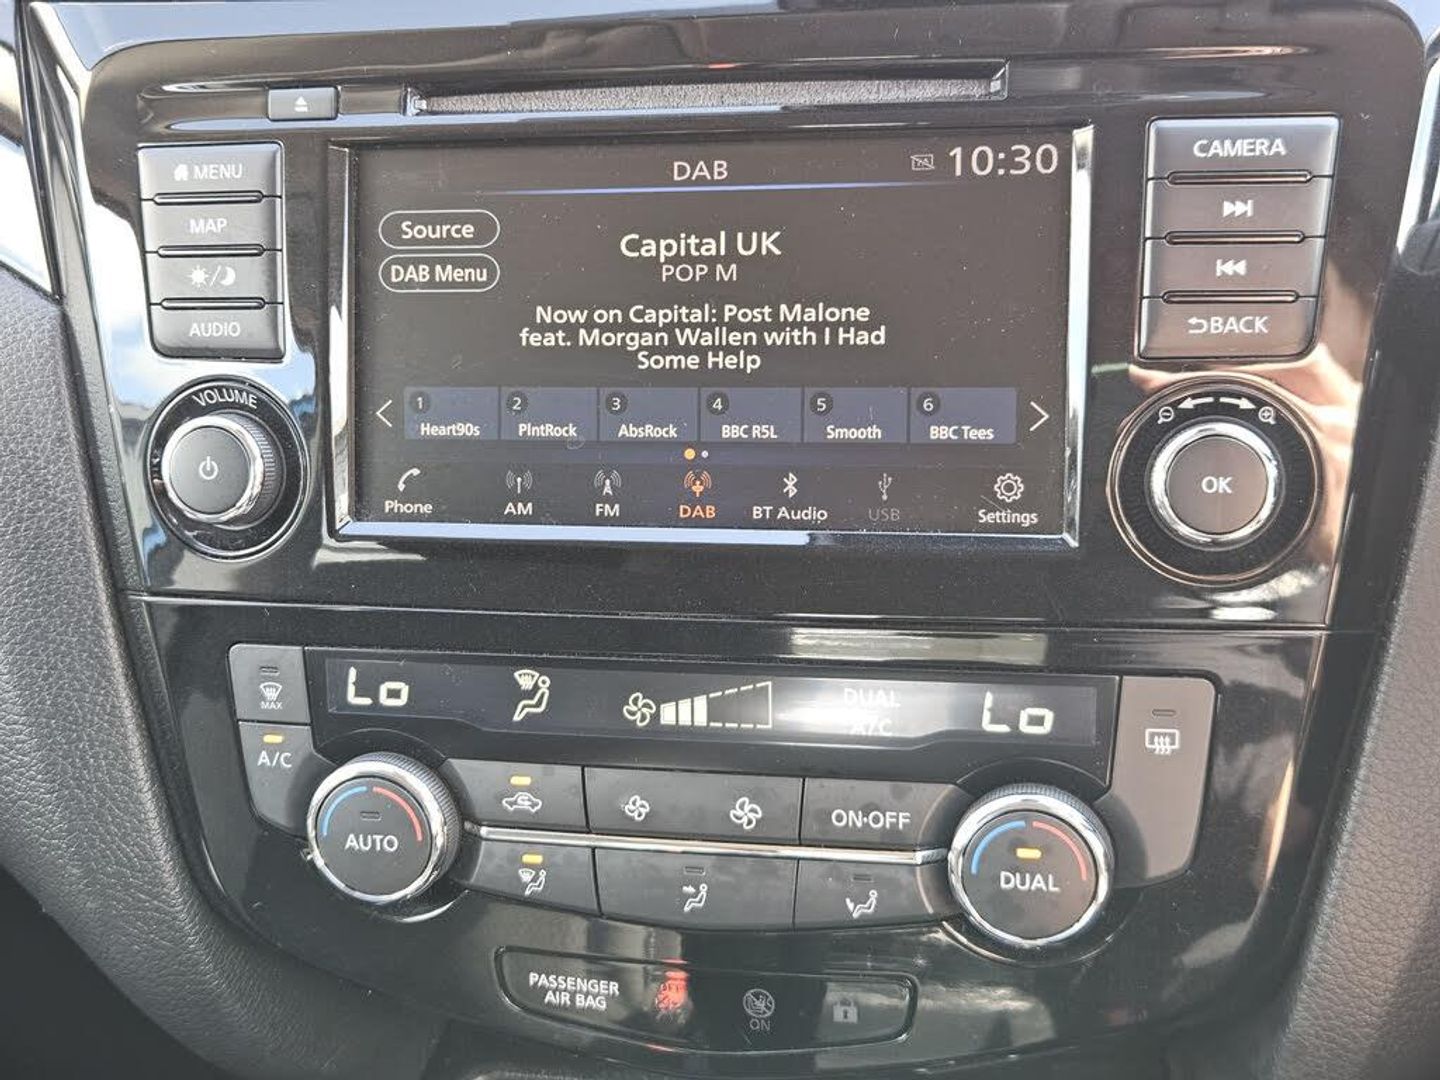 MENU
MAP
AUDIO
VOLUME
DAB
10:30
Source
DAB Menu
Capital UK
POP M
Now on Capital: Post Malone
feat. Morgan Wallen with I Had
Some Help
1 2 3 4 5 6
Heart90s PlntRock AbsRock BBC R5L Smooth BBC Tees
Phone AM FM DAB BT Audio USB Settings
CAMERA
BACK
OK
MAX
A/C
Lo
DUAL
A/C
Lo
AUTO
ON·OFF
DUAL
PASSENGER
AIR BAG
OFF
ON